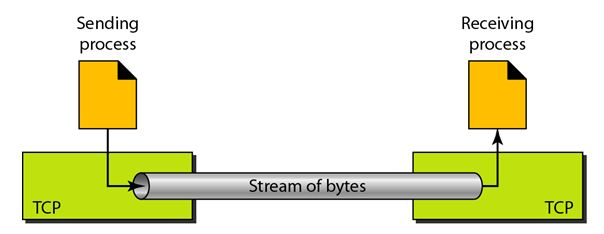 Sending
process
Receiving
process
Stream of bytes
TCP
TCP